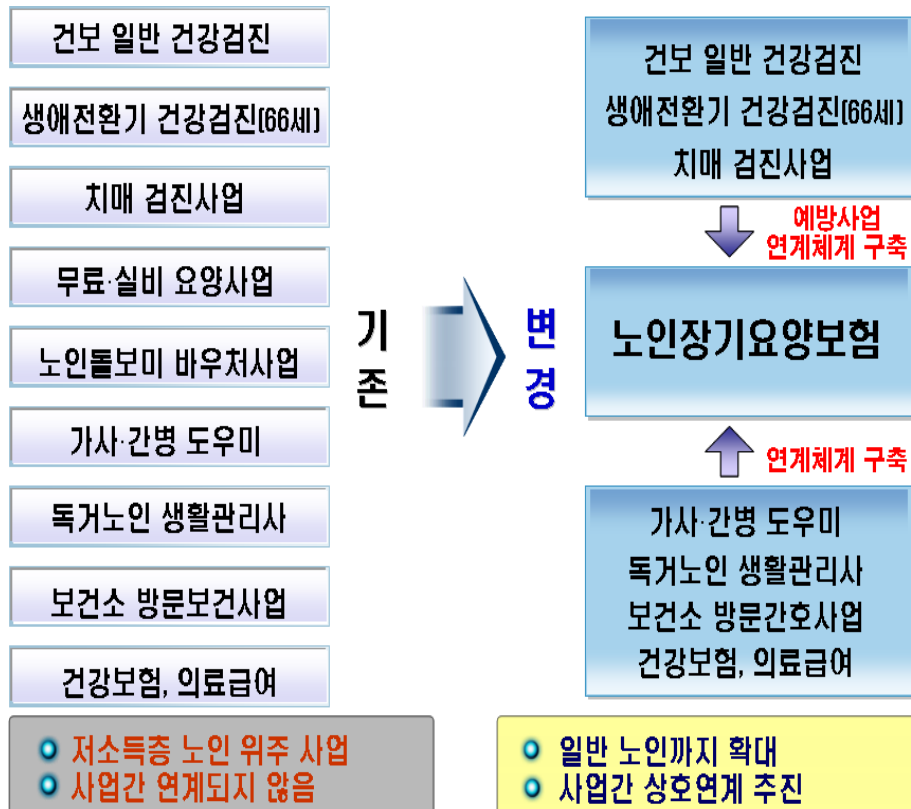 건보 일반 건강검진
생애전환기 건강검진(66세)
치매 검진사업
무료·실비 요양사업
노인돌보미 바우처사업
가사·간병 도우미
독거노인 생활관리사
보건소 방문보건사업
건강보험, 의료급여
저소득층 노인 위주 사업
사업간 연계되지 않음
기존
변경
건보 일반 건강검진
생애전환기 건강검진(66세)
치매 검진사업
예방사업
연계체계 구축
노인장기요양보험
연계체계 구축
가사·간병 도우미
독거노인 생활관리사
보건소 방문간호사업
건강보험, 의료급여
일반 노인까지 확대
사업간 상호연계 추진